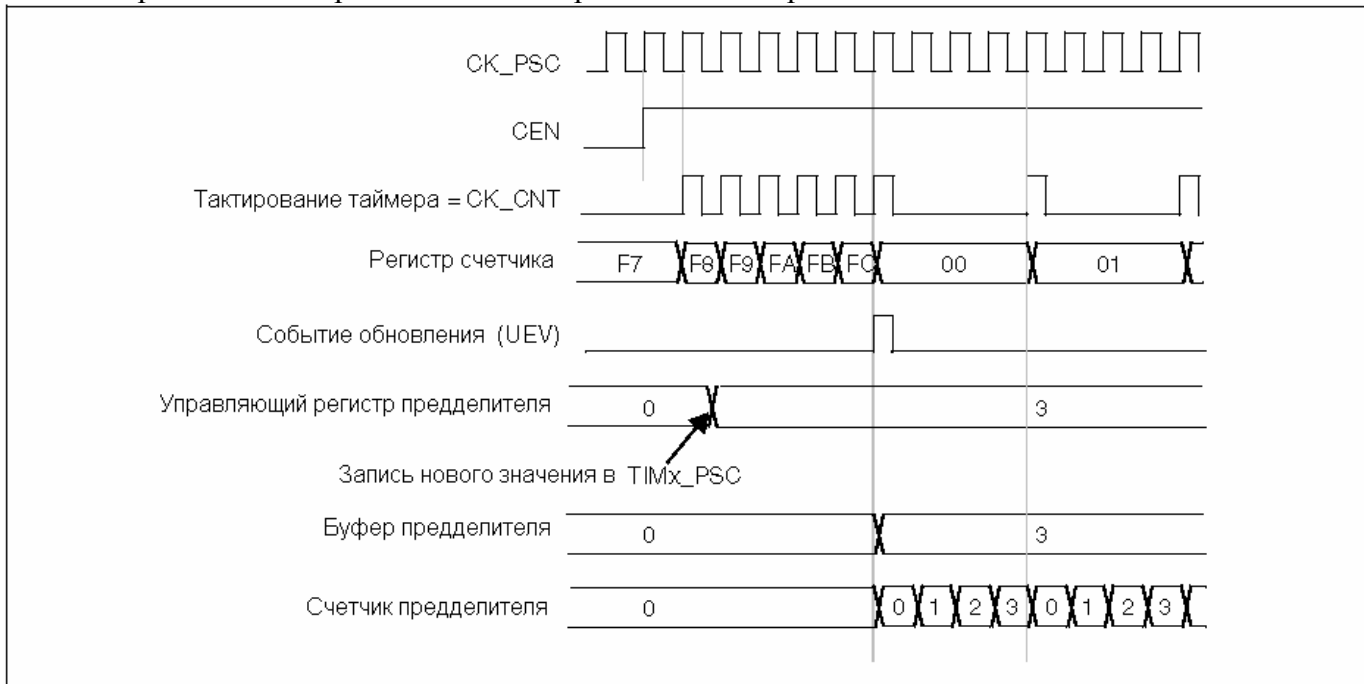 CK_PSC
CEN
Тактирование таймера = CK_CNT
Регистр счетчика F7 F8 F9 FA FB FC 00 01
Событие обновления (UEV)
Управляющий регистр предделителя 0 3
Запись нового значения в TIMx_PSC
Буфер предделителя 0 3
Счетчик предделителя 0 0 1 2 3 0 1 2 3